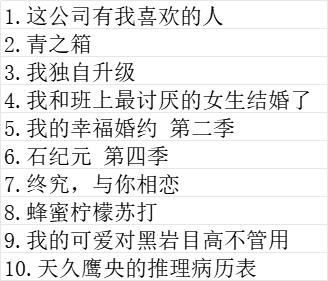 1.这公司有我喜欢的人
2.青之箱
3.我独自升级
4.我和班上最讨厌的女生结婚了
5.我的幸福婚约 第二季
6.石纪元 第四季
7.终究，与你相恋
8.蜂蜜柠檬苏打
9.我的可爱对黑岩目高不管用
10.天久鹰央的推理病历表